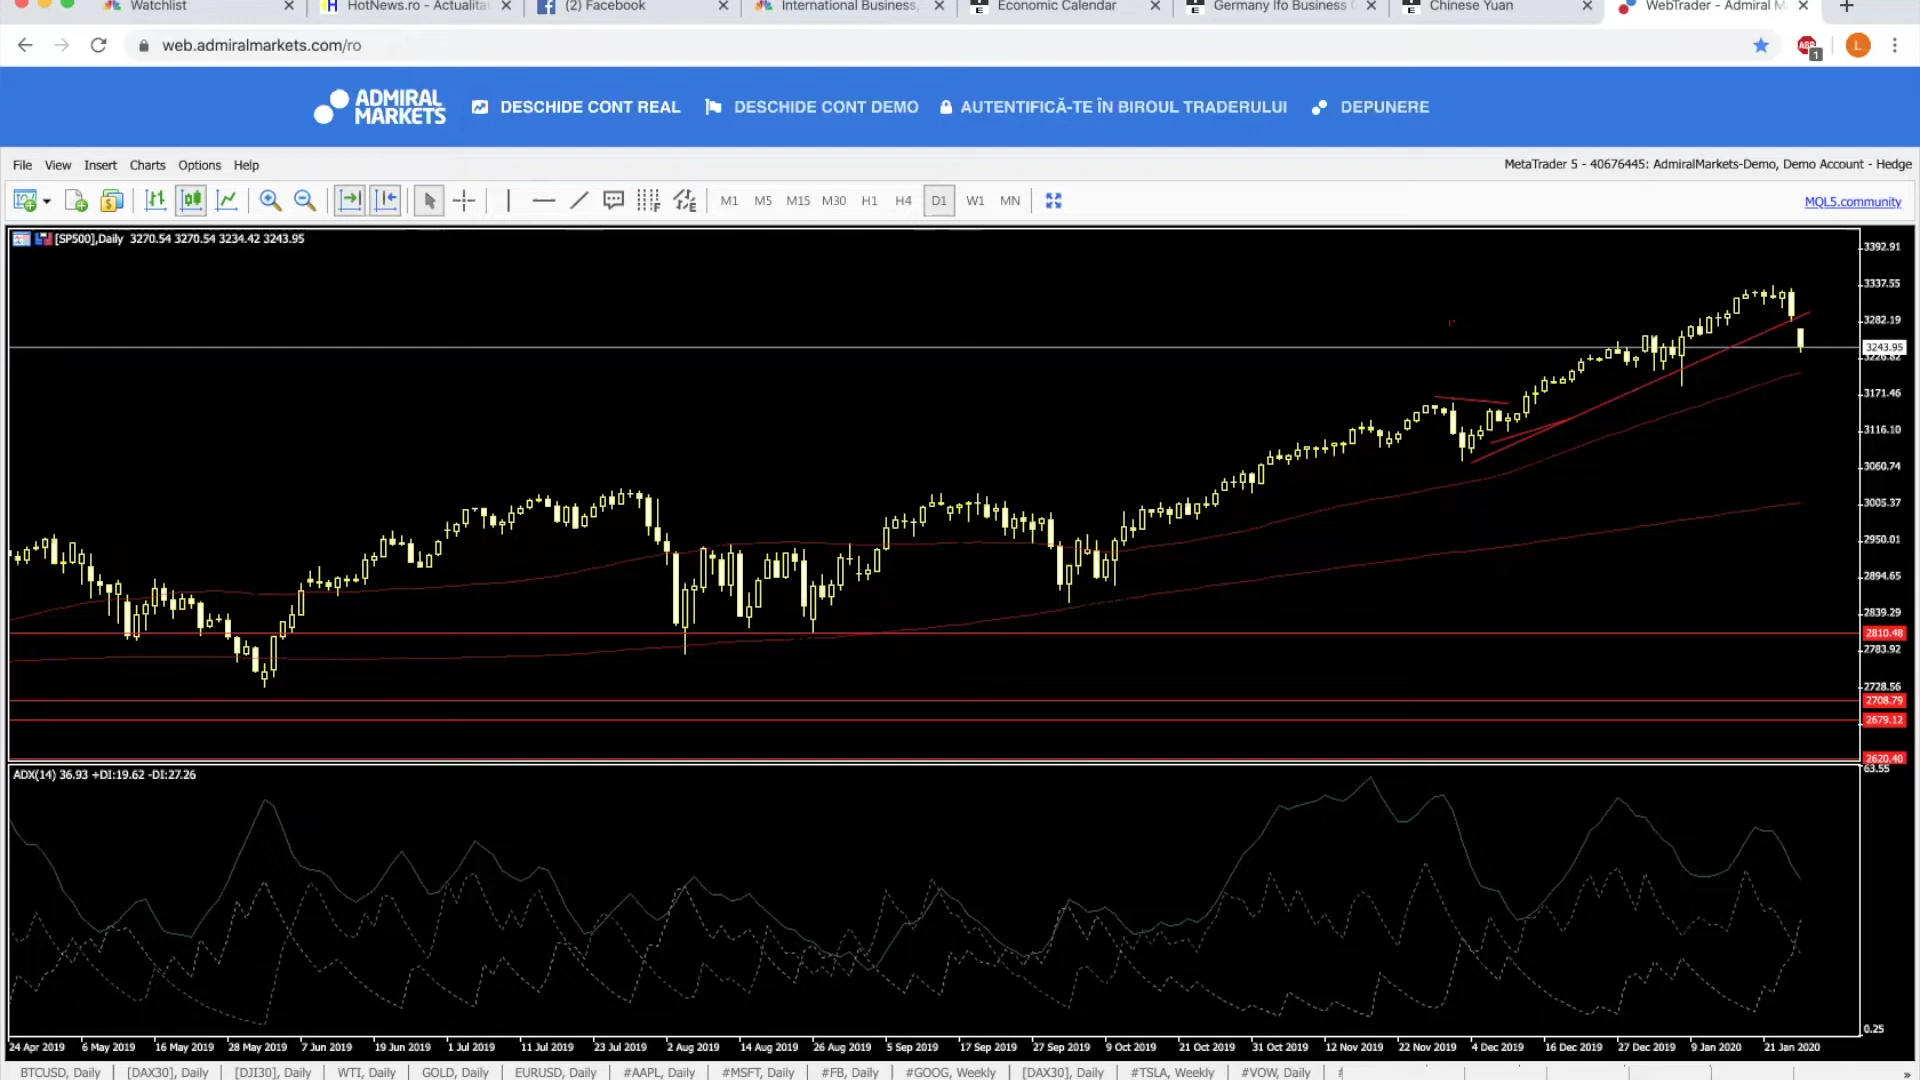 Watchlist
HotNews.ro - Actualita
(2) Facebook
International Business,
Economic Calendar
Germany Ifo Business
Chinese Yuan
WebTrader - Admiral M
web.admiralmarkets.com/ro
ABP
1
L
ADMIRAL
MARKETS
DESCHIDE CONT REAL
DESCHIDE CONT DEMO
AUTENTIFICĂ-TE ÎN BIROUL TRADERULUI
DEPUNERE
File View Insert Charts Options Help
MetaTrader 5 - 40676445: AdmiralMarkets-Demo, Demo Account - Hedge
M1 M5 M15 M30 H1 H4 D1 W1 MN
MQL5.community
[SP500],Daily 3270.54 3270.54 3234.42 3243.95
3392.91
3337.55
3282.19
3243.95
3226.82
3171.46
3116.10
3060.74
3005.37
2950.01
2894.65
2839.29
2810.48
2783.92
2728.56
2708.79
2679.12
2620.40
ADX(14) 36.93 +DI:19.62 -DI:27.26
63.55
0.25
24 Apr 2019 6 May 2019 16 May 2019 28 May 2019 7 Jun 2019 19 Jun 2019 1 Jul 2019 11 Jul 2019 23 Jul 2019 2 Aug 2019 14 Aug 2019 26 Aug 2019 5 Sep 2019 17 Sep 2019 27 Sep 2019 9 Oct 2019 21 Oct 2019 31 Oct 2019 12 Nov 2019 22 Nov 2019 4 Dec 2019 16 Dec 2019 27 Dec 2019 9 Jan 2020 21 Jan 2020
BTCUSD, Daily [DAX30], Daily [DJI30], Daily WTI, Daily GOLD, Daily EURUSD, Daily #AAPL, Daily #MSFT, Daily #FB, Daily #GOOG, Weekly [DAX30], Daily #TSLA, Weekly #VOW, Daily